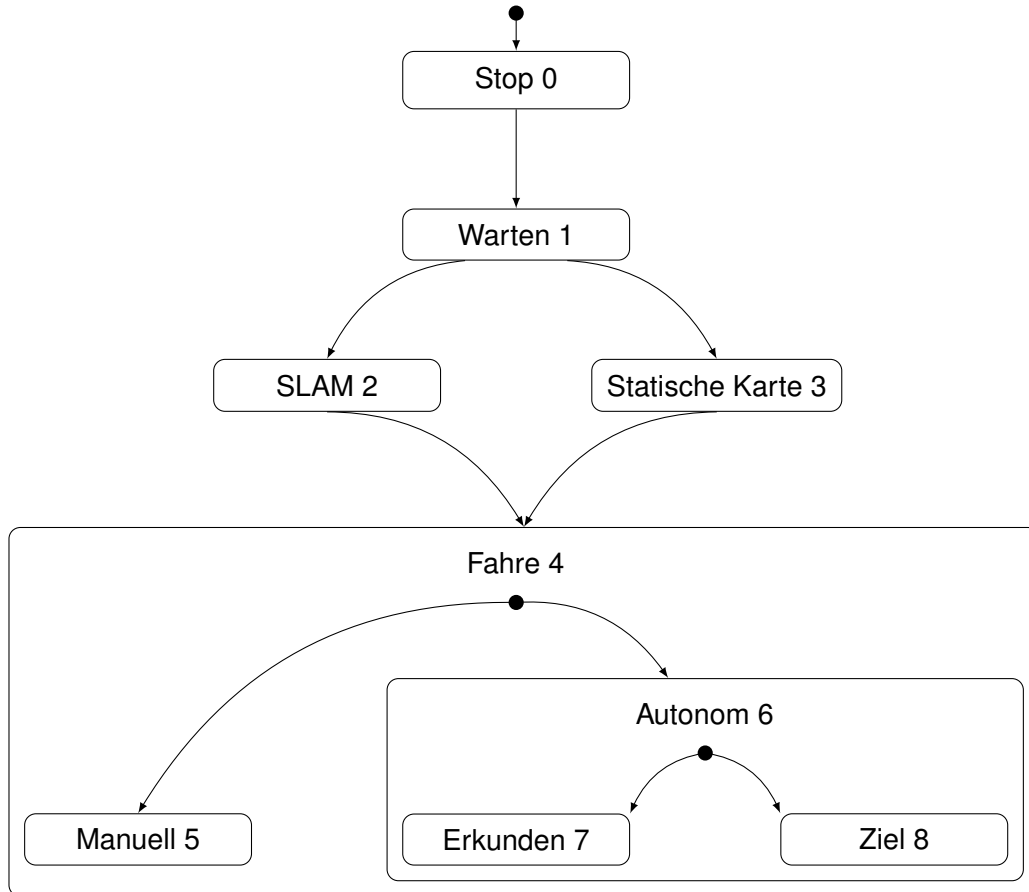 Stop 0
Warten 1
SLAM 2
Statische Karte 3
Fahre 4
Autonom 6
Manuell 5
Erkunden 7
Ziel 8